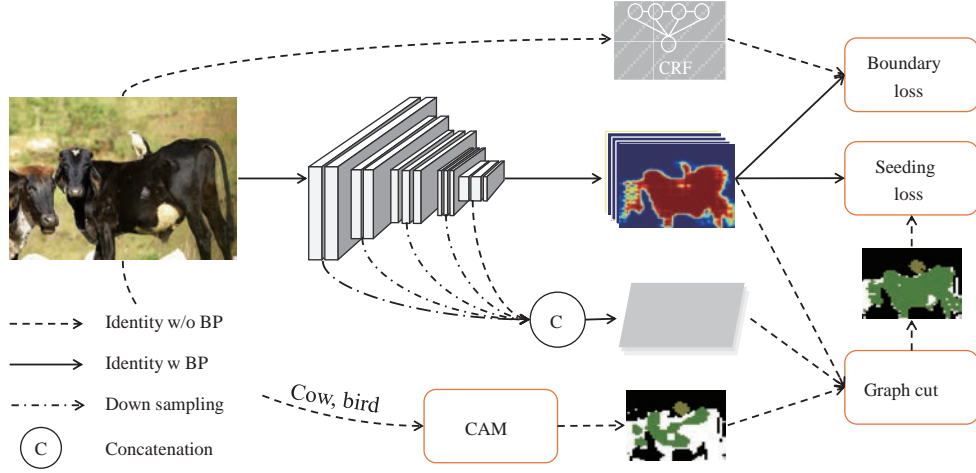 CRF
Boundary
loss
Seeding
loss
C
Identity w/o BP
Identity w BP
Down sampling
C
Concatenation
Cow, bird
CAM
Graph cut